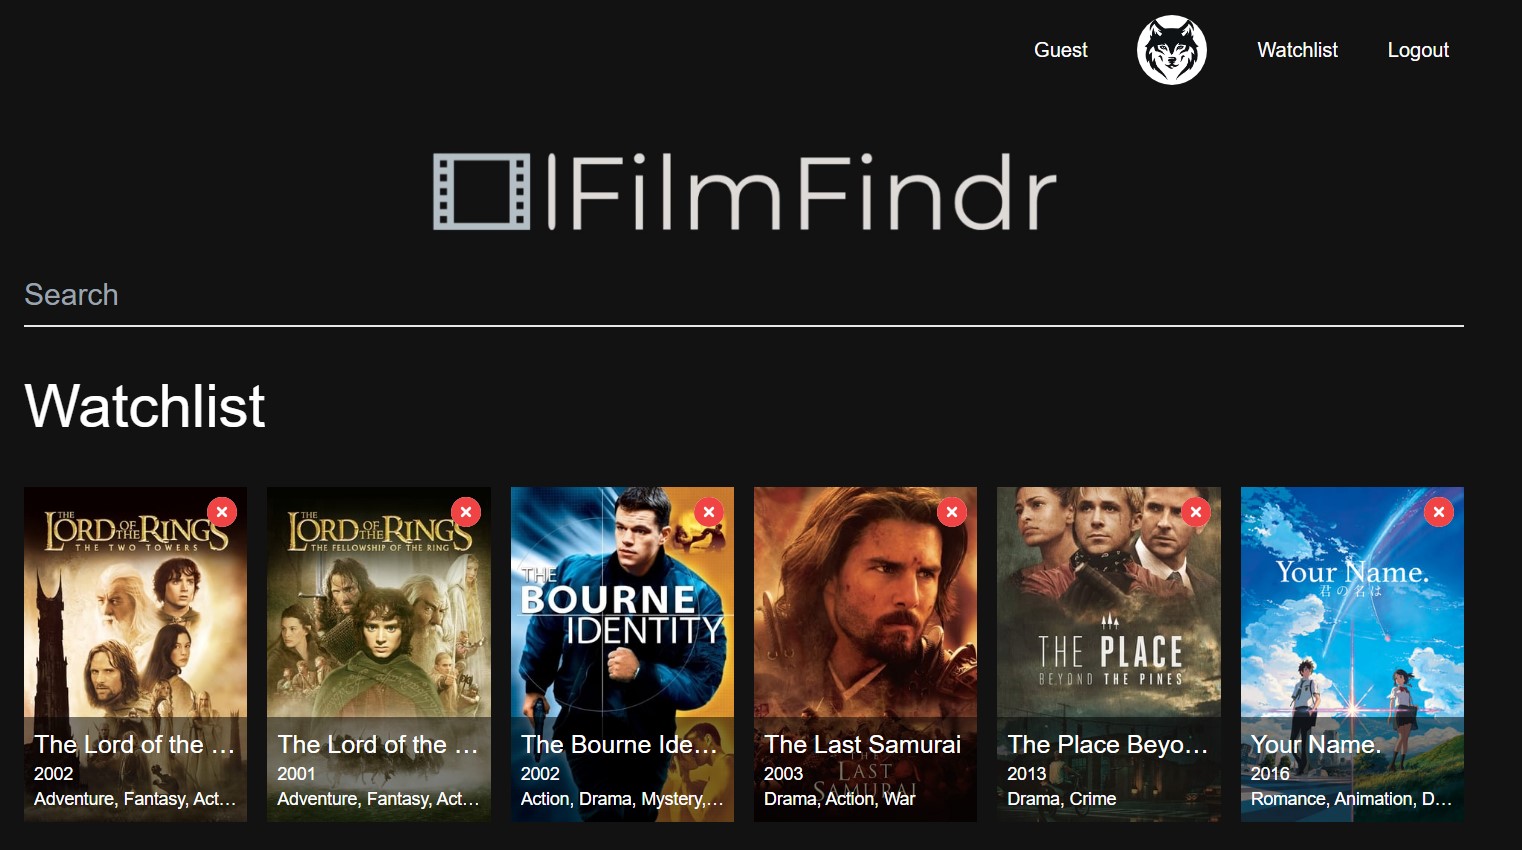 Guest Watchlist Logout
FilmFindr
Search
Watchlist
THE LORD OF THE RINGS
THE TWO TOWERS
The Lord of the ...
2002
Adventure, Fantasy, Act...
THE LORD OF THE RINGS
THE FELLOWSHIP OF THE RING
The Lord of the ...
2001
Adventure, Fantasy, Act...
THE
BOURNE
IDENTITY
The Bourne Ide...
2002
Action, Drama, Mystery,...
The Last Samurai
2003
THE
LAST
SAMURAI
Drama, Action, War
THE PLACE
BEYOND THE PINES
The Place Beyo...
2013
Drama, Crime
Your Name.
君の名は
Your Name.
2016
Romance, Animation, D...